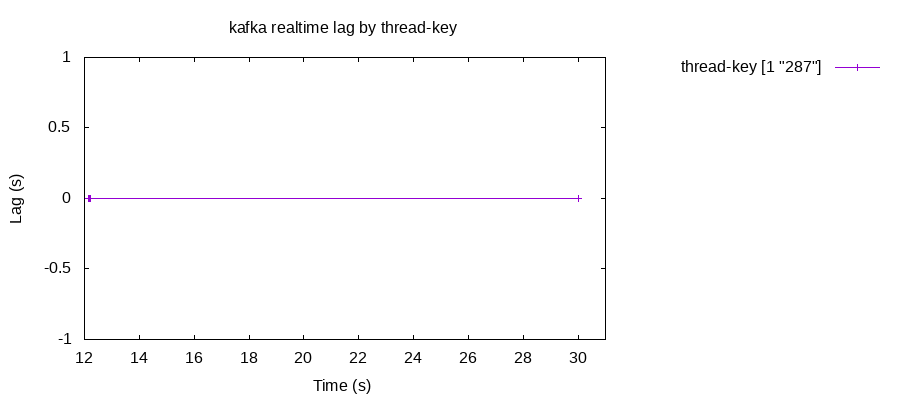 kafka realtime lag by thread-key
thread-key [1 "287"]
Lag (s)
1
0.5
0
-0.5
-1
12 14 16 18 20 22 24 26 28 30
Time (s)